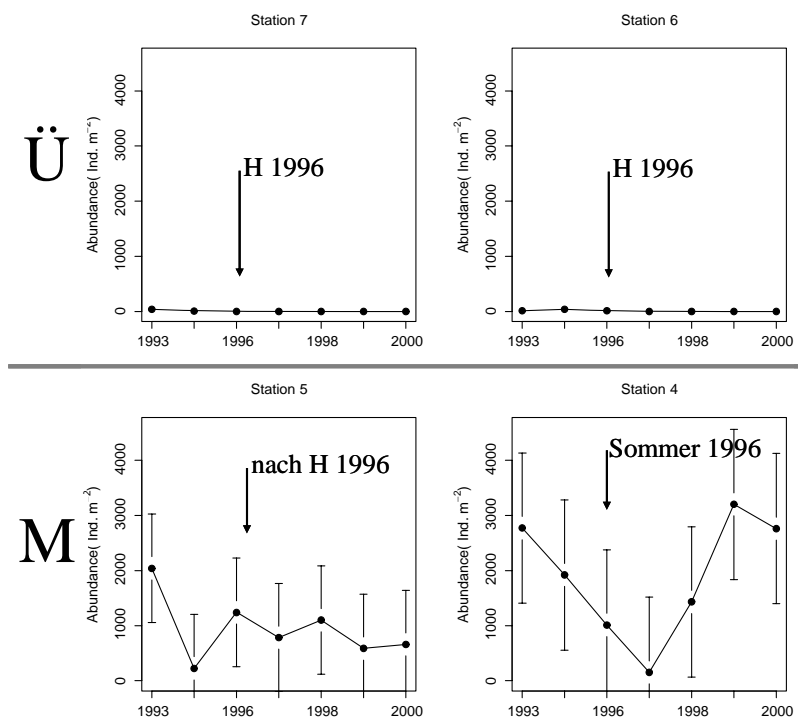 Station 7
Station 6
Ü
Abundance( Ind. m⁻²)
4000
3000
2000
1000
0
H 1996
1993
1996
1998
2000
Abundance( Ind. m⁻²)
4000
3000
2000
1000
0
H 1996
1993
1996
1998
2000
Station 5
Station 4
M
Abundance( Ind. m⁻²)
4000
3000
2000
1000
0
nach H 1996
1993
1996
1998
2000
Abundance( Ind. m⁻²)
4000
3000
2000
1000
0
Sommer 1996
1993
1996
1998
2000